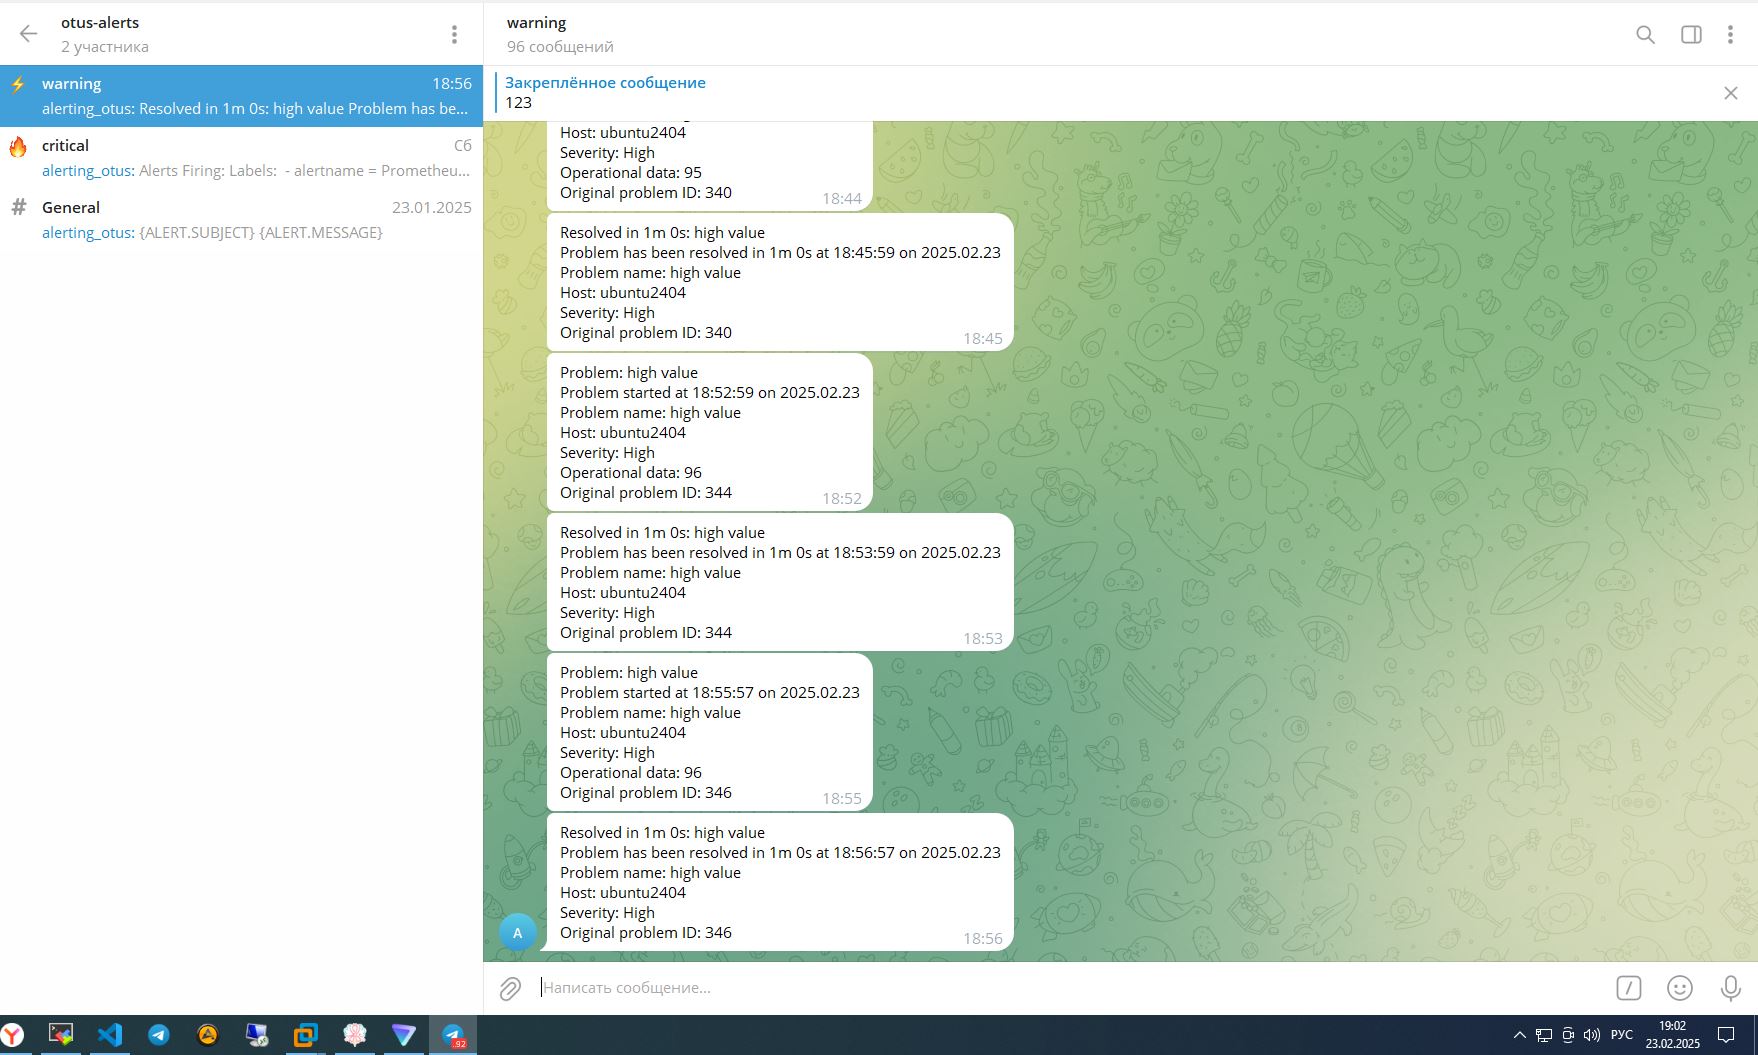 otus-alerts
2 участника
warning
18:56
alerting_otus: Resolved in 1m 0s: high value Problem has be...
critical
Сб
alerting_otus: Alerts Firing: Labels: - alertname = Prometheu...
General
23.01.2025
alerting_otus: {ALERT.SUBJECT} {ALERT.MESSAGE}
warning
96 сообщений
Закреплённое сообщение
123
Host: ubuntu2404
Severity: High
Operational data: 95
Original problem ID: 340
18:44
Resolved in 1m 0s: high value
Problem has been resolved in 1m 0s at 18:45:59 on 2025.02.23
Problem name: high value
Host: ubuntu2404
Severity: High
Original problem ID: 340
18:45
Problem: high value
Problem started at 18:52:59 on 2025.02.23
Problem name: high value
Host: ubuntu2404
Severity: High
Operational data: 96
Original problem ID: 344
18:52
Resolved in 1m 0s: high value
Problem has been resolved in 1m 0s at 18:53:59 on 2025.02.23
Problem name: high value
Host: ubuntu2404
Severity: High
Original problem ID: 344
18:53
Problem: high value
Problem started at 18:55:57 on 2025.02.23
Problem name: high value
Host: ubuntu2404
Severity: High
Operational data: 96
Original problem ID: 346
18:55
Resolved in 1m 0s: high value
Problem has been resolved in 1m 0s at 18:56:57 on 2025.02.23
Problem name: high value
Host: ubuntu2404
Severity: High
Original problem ID: 346
18:56
A
Написать сообщение...
.92
РУС
19:02
23.02.2025